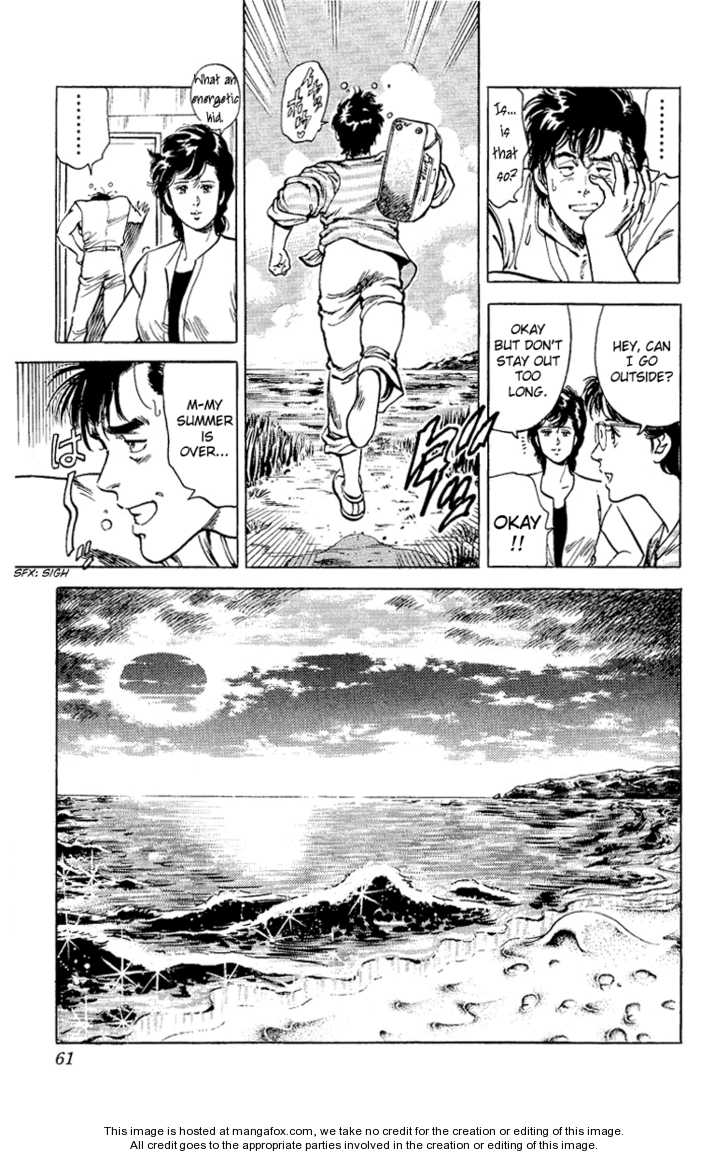 ……
Is...
is
that
so?
HEY, CAN
I GO
OUTSIDE?
OKAY
BUT DON'T
STAY OUT
TOO
LONG.
…
OKAY
!!
What an
energetic
kid.
……
M-MY
SUMMER
IS
OVER...
SFX: SIGH
61
This image is hosted at mangafox.com, we take no credit for the creation or editing of this image.
All credit goes to the appropriate parties involved in the creation or editing of this image.